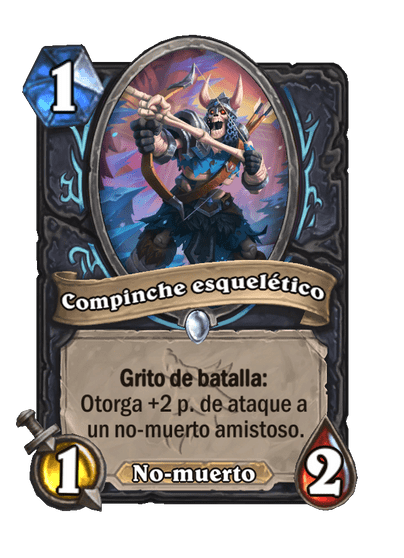 1
Compinche esquelético
Grito de batalla:
Otorga +2 p. de ataque a
un no-muerto amistoso.
1
No-muerto
2